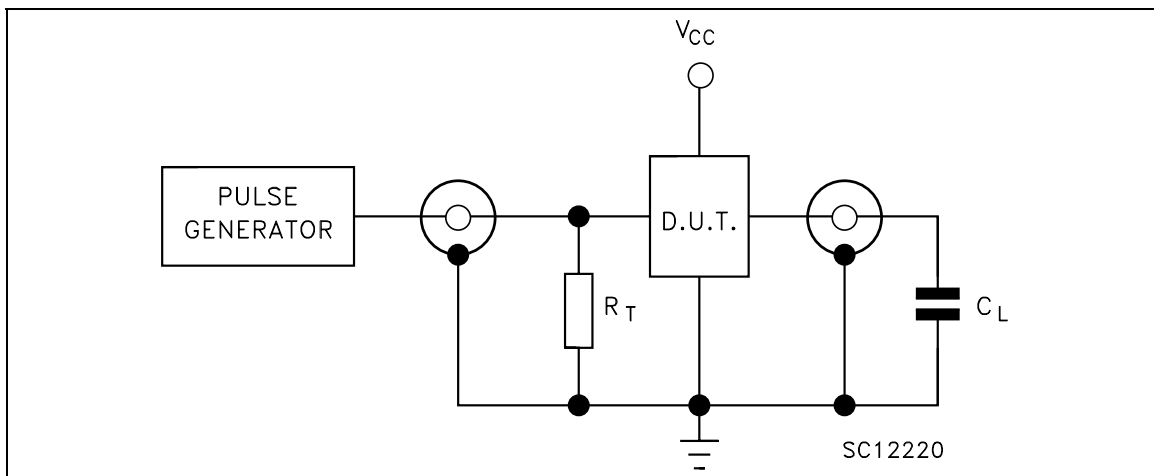 VCC
PULSE
GENERATOR
D.U.T.
RT
CL
SC12220